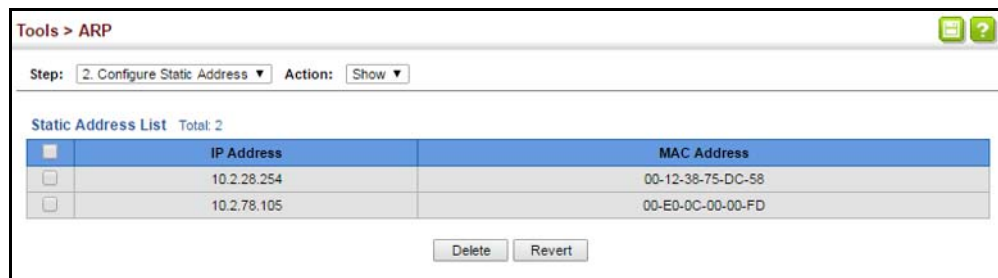 Tools > ARP
?
Step: 2. Configure Static Address Action: Show
Static Address List Total: 2
IP Address MAC Address
10.2.28.254 00-12-38-75-DC-58
10.2.78.105 00-E0-0C-00-00-FD
Delete Revert